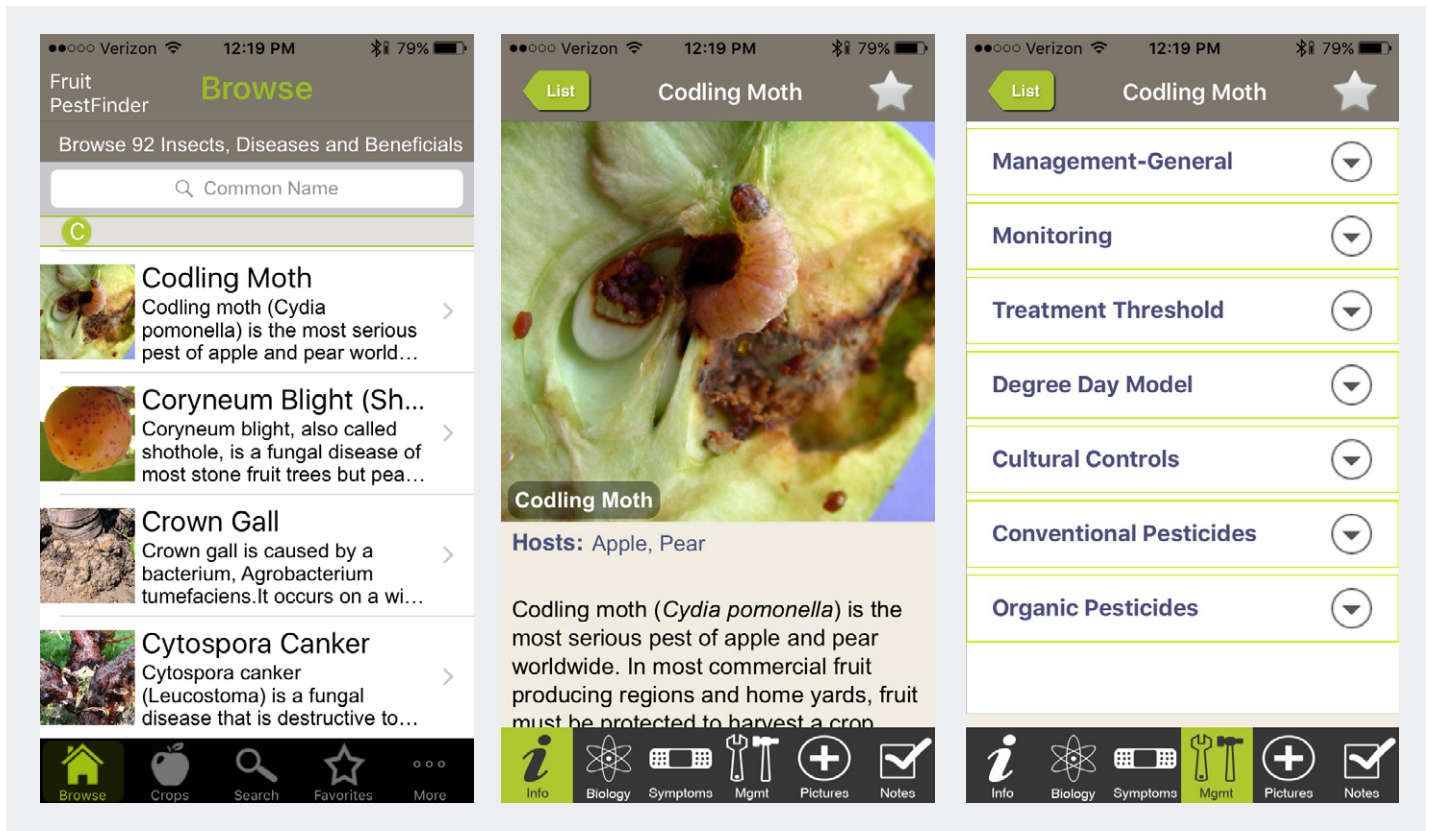 Verizon 12:19 PM 79%
Fruit
PestFinder
Browse
Browse 92 Insects, Diseases and Beneficials
Common Name
C
Codling Moth
Codling moth (Cydia
pomonella) is the most serious
pest of apple and pear world…
Coryneum Blight (Sh...
Coryneum blight, also called
shothole, is a fungal disease of
most stone fruit trees but pea…
Crown Gall
Crown gall is caused by a
bacterium, Agrobacterium
tumefaciens.It occurs on a wi…
Cytospora Canker
Cytospora canker
(Leucostoma) is a fungal
disease that is destructive to…
Browse Crops Search Favorites More
Verizon 12:19 PM 79%
List Codling Moth
Codling Moth
Hosts: Apple, Pear
Codling moth (Cydia pomonella) is the
most serious pest of apple and pear
worldwide. In most commercial fruit
producing regions and home yards, fruit
must be protected to harvest a crop
Info Biology Symptoms Mgmt Pictures Notes
Verizon 12:19 PM 79%
List Codling Moth
Management-General
Monitoring
Treatment Threshold
Degree Day Model
Cultural Controls
Conventional Pesticides
Organic Pesticides
Info Biology Symptoms Mgmt Pictures Notes